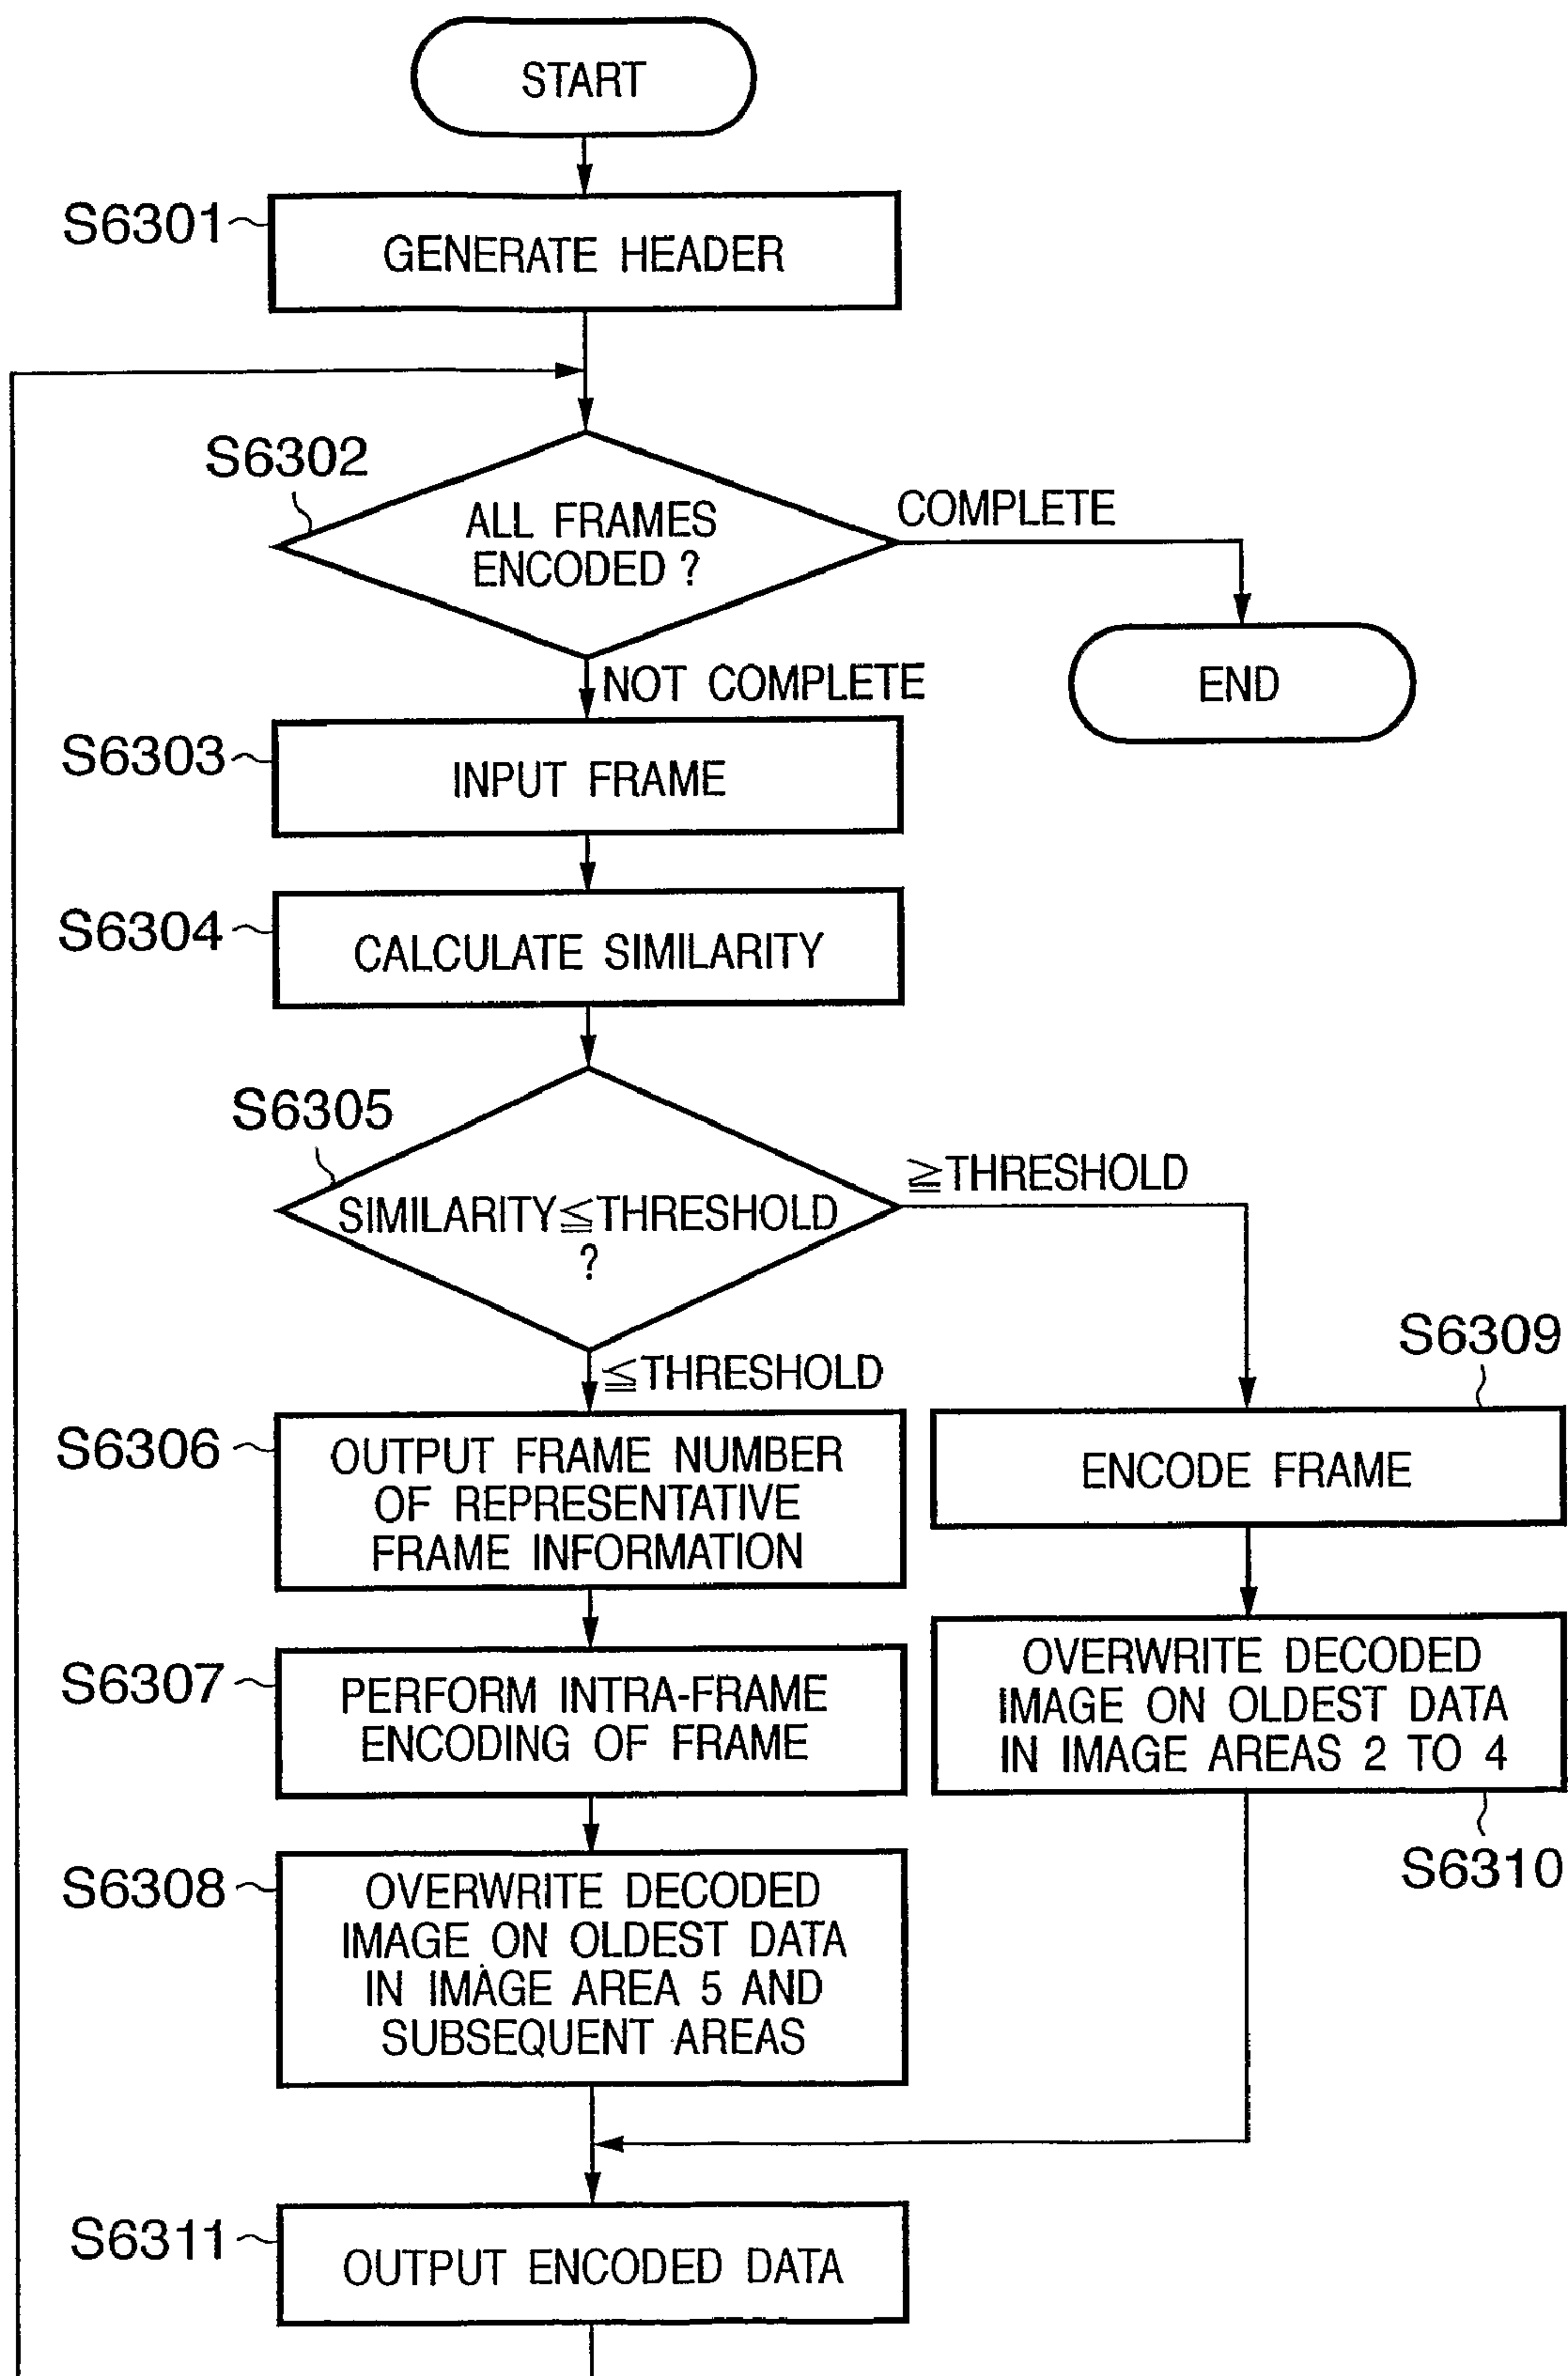 START
S6301
GENERATE HEADER
S6302
ALL FRAMES
ENCODED ?
COMPLETE
END
NOT COMPLETE
S6303
INPUT FRAME
S6304
CALCULATE SIMILARITY
S6305
SIMILARITY≦THRESHOLD
?
≧THRESHOLD
≦THRESHOLD
S6306
OUTPUT FRAME NUMBER
OF REPRESENTATIVE
FRAME INFORMATION
S6309
ENCODE FRAME
S6307
PERFORM INTRA-FRAME
ENCODING OF FRAME
OVERWRITE DECODED
IMAGE ON OLDEST DATA
IN IMAGE AREAS 2 TO 4
S6310
S6308
OVERWRITE DECODED
IMAGE ON OLDEST DATA
IN IMAGE AREA 5 AND
SUBSEQUENT AREAS
S6311
OUTPUT ENCODED DATA